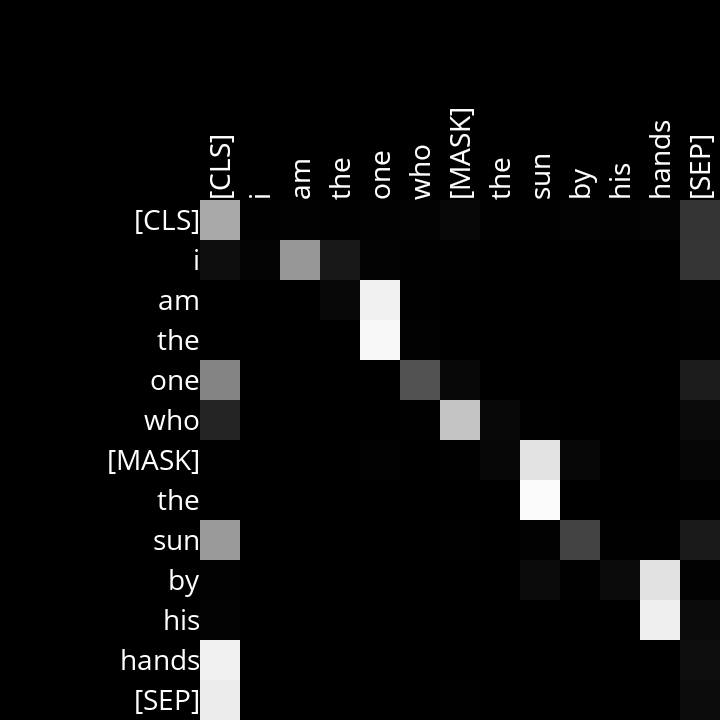 [CLS] i am the one who [MASK] the sun by his hands [SEP]
[CLS]
i
am
the
one
who
[MASK]
the
sun
by
his
hands
[SEP]